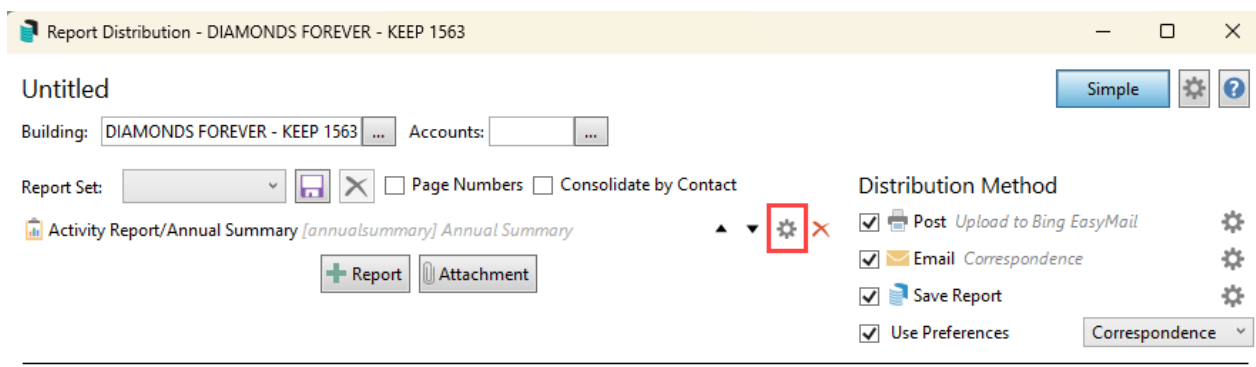 Report Distribution - DIAMONDS FOREVER - KEEP 1563
Untitled
Simple
Building: DIAMONDS FOREVER - KEEP 1563 ... Accounts: ...
Report Set: Page Numbers Consolidate by Contact
Activity Report/Annual Summary [annualsummary] Annual Summary
Report Attachment
Distribution Method
Post Upload to Bing EasyMail
Email Correspondence
Save Report
Use Preferences Correspondence